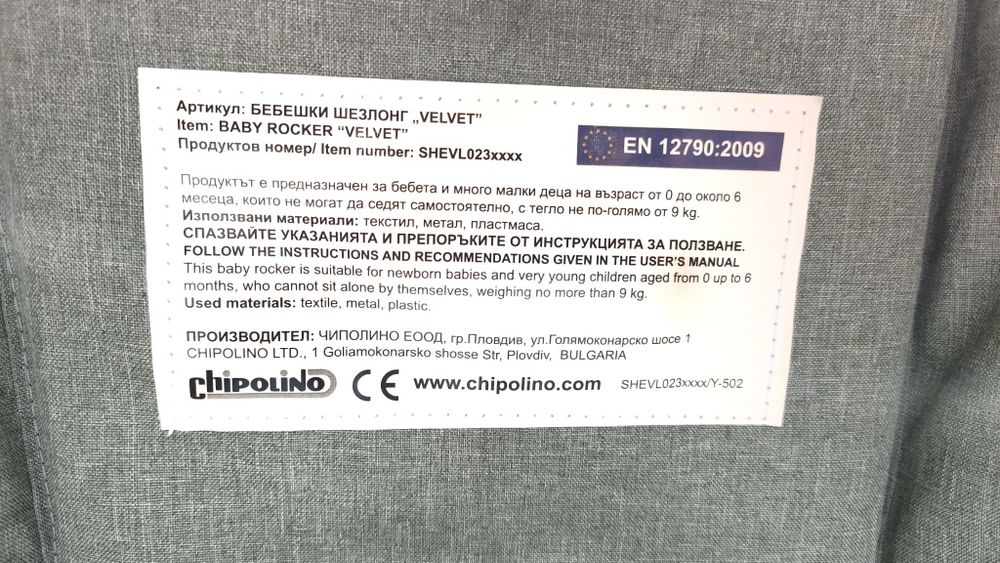 Артикул: БЕБЕШКИ ШЕЗЛОНГ „VELVET”
Item: BABY ROCKER “VELVET”
Продуктов номер/ Item number: SHEVL023xxxx
EN 12790:2009
Продуктът е предназначен за бебета и много малки деца на възраст от 0 до около 6
месеца, които не могат да седят самостоятелно, с тегло не по-голямо от 9 kg.
Използвани материали: текстил, метал, пластмаса.
СПАЗВАЙТЕ УКАЗАНИЯТА И ПРЕПОРЪКИТЕ ОТ ИНСТРУКЦИЯТА ЗА ПОЛЗВАНЕ.
FOLLOW THE INSTRUCTIONS AND RECOMMENDATIONS GIVEN IN THE USER'S MANUAL
This baby rocker is suitable for newborn babies and very young children aged from 0 up to 6
months, who cannot sit alone by themselves, weighing no more than 9 kg.
Used materials: textile, metal, plastic.
ПРОИЗВОДИТЕЛ: ЧИПОЛИНО ЕООД, гр.Пловдив, ул.Голямоконарско шосе 1
CHIPOLINO LTD., 1 Goliamokonarsko shosse Str, Plovdiv, BULGARIA
chipolino CE www.chipolino.com SHEVL023xxxx/Y-502